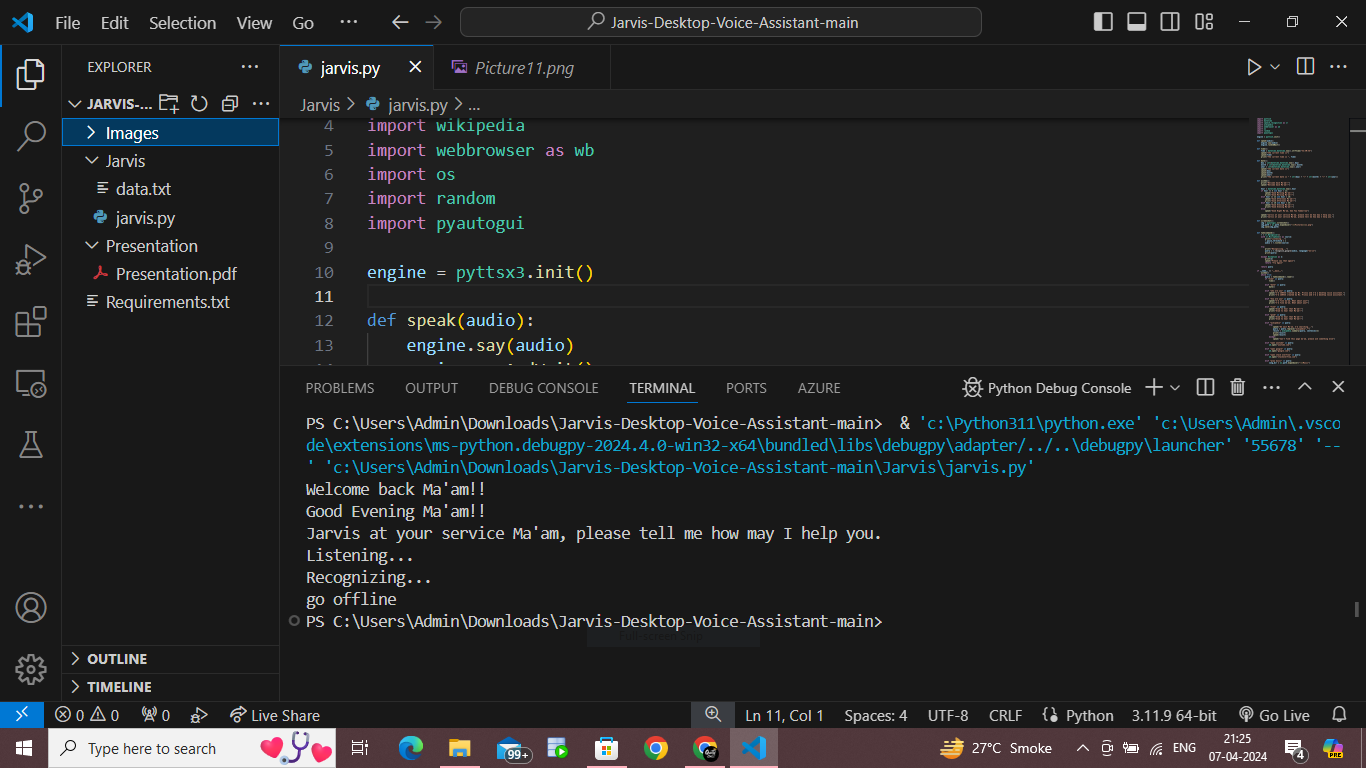 File Edit Selection View Go ··· Jarvis-Desktop-Voice-Assistant-main
EXPLORER ···
JARVIS-... ···
Images
Jarvis
data.txt
jarvis.py
Presentation
Presentation.pdf
Requirements.txt
OUTLINE
TIMELINE
jarvis.py Picture11.png ···
Jarvis > jarvis.py > ...
4 import wikipedia
5 import webbrowser as wb
6 import os
7 import random
8 import pyautogui
9
10 engine = pyttsx3.init()
11
12 def speak(audio):
13 engine.say(audio)
PROBLEMS OUTPUT DEBUG CONSOLE TERMINAL PORTS AZURE Python Debug Console ···
PS C:\Users\Admin\Downloads\Jarvis-Desktop-Voice-Assistant-main> & 'c:\Python311\python.exe' 'c:\Users\Admin\.vsco
de\extensions\ms-python.debugpy-2024.4.0-win32-x64\bundled\libs\debugpy\adapter/../..\debugpy\launcher' '55678' '--
' 'c:\Users\Admin\Downloads\Jarvis-Desktop-Voice-Assistant-main\Jarvis\jarvis.py'
Welcome back Ma'am!!
Good Evening Ma'am!!
Jarvis at your service Ma'am, please tell me how may I help you.
Listening...
Recognizing...
go offline
PS C:\Users\Admin\Downloads\Jarvis-Desktop-Voice-Assistant-main>
0 0 0 Live Share Ln 11, Col 1 Spaces: 4 UTF-8 CRLF Python 3.11.9 64-bit Go Live
Type here to search 99+ 27°C Smoke ENG 21:25 4 PRE
07-04-2024